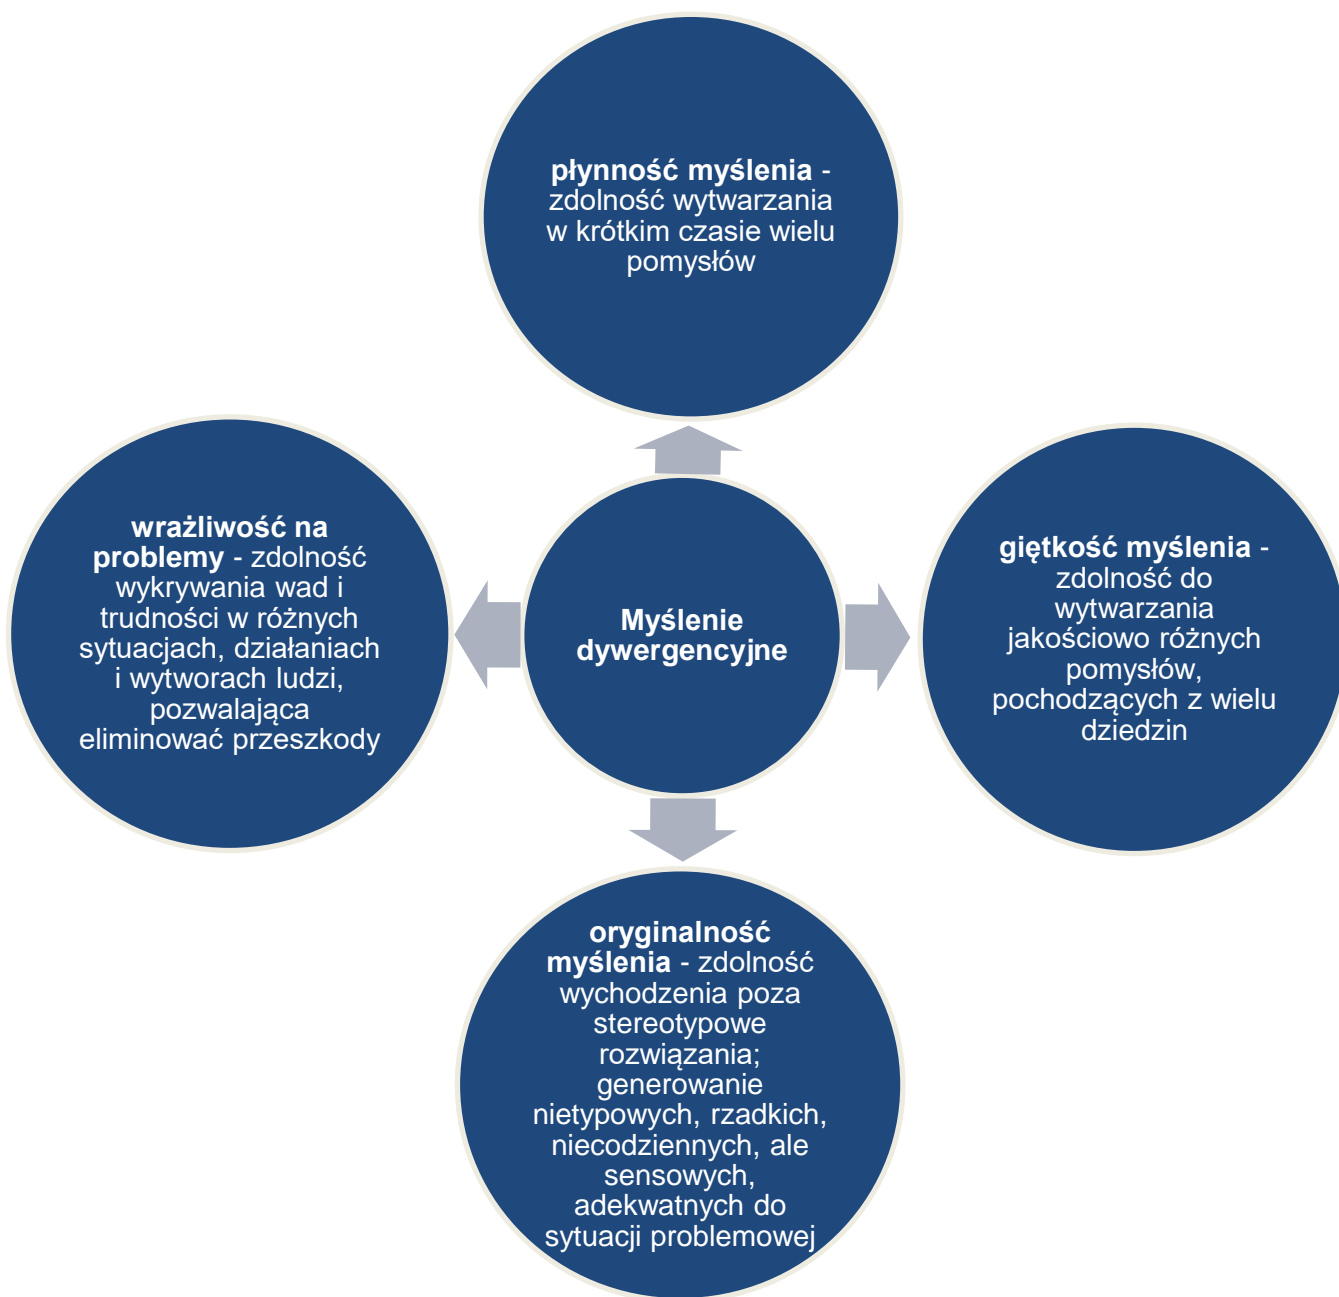 płynność myślenia -
zdolność wytwarzania
w krótkim czasie wielu
pomysłów
wrażliwość na
problemy - zdolność
wykrywania wad i
trudności w różnych
sytuacjach, działaniach
i wytworach ludzi,
pozwalająca
eliminować przeszkody
Myślenie
dywergencyjne
giętkość myślenia -
zdolność do
wytwarzania
jakościowo różnych
pomysłów,
pochodzących z wielu
dziedzin
oryginalność
myślenia - zdolność
wychodzenia poza
stereotypowe
rozwiązania;
generowanie
nietypowych, rzadkich,
niecodziennych, ale
sensowych,
adekwatnych do
sytuacji problemowej